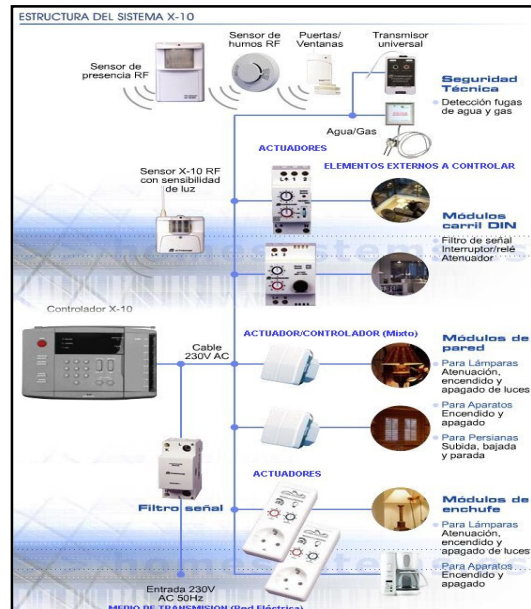 ESTRUCTURA DEL SISTEMA X-10
Sensor de
presencia RF
Sensor de
humos RF
Puertas/
Ventanas
Transmisor
universal
Seguridad
Técnica
Detección fugas
de agua y gas
Agua/Gas
ACTUADORES
ELEMENTOS EXTERNOS A CONTROLAR
Sensor X-10 RF
con sensibilidad
de luz
Módulos
carril DIN
Filtro de señal
Interruptor/relé
Atenuador
Controlador X-10
Cable
230V AC
ACTUADOR/CONTROLADOR (Mixto)
Módulos de
pared
Para Lámparas
Atenuación,
encendido y
apagado de luces
Para Aparatos
Encendido y
apagado
Para Persianas
Subida, bajada
y parada
Filtro señal
ACTUADORES
Módulos de
enchufe
Para Lámparas
Atenuación,
encendido y
apagado de luces
Para Aparatos
Encendido y
apagado
Entrada 230V
AC 50Hz
MEDIO DE TRANSMISION (Red Eléctrica)